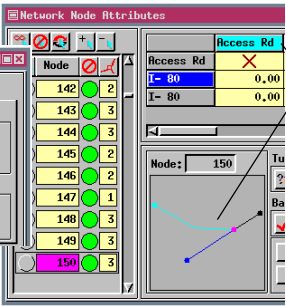 Network Node Attributes
Access Rd
Node
Access Rd
I- 80 0.00
I- 80 0.00
142 2
143 3
144 3
145 2
146 2
147 1
148 3
149 3
150 3
Node: 150
Tu
?
Ba